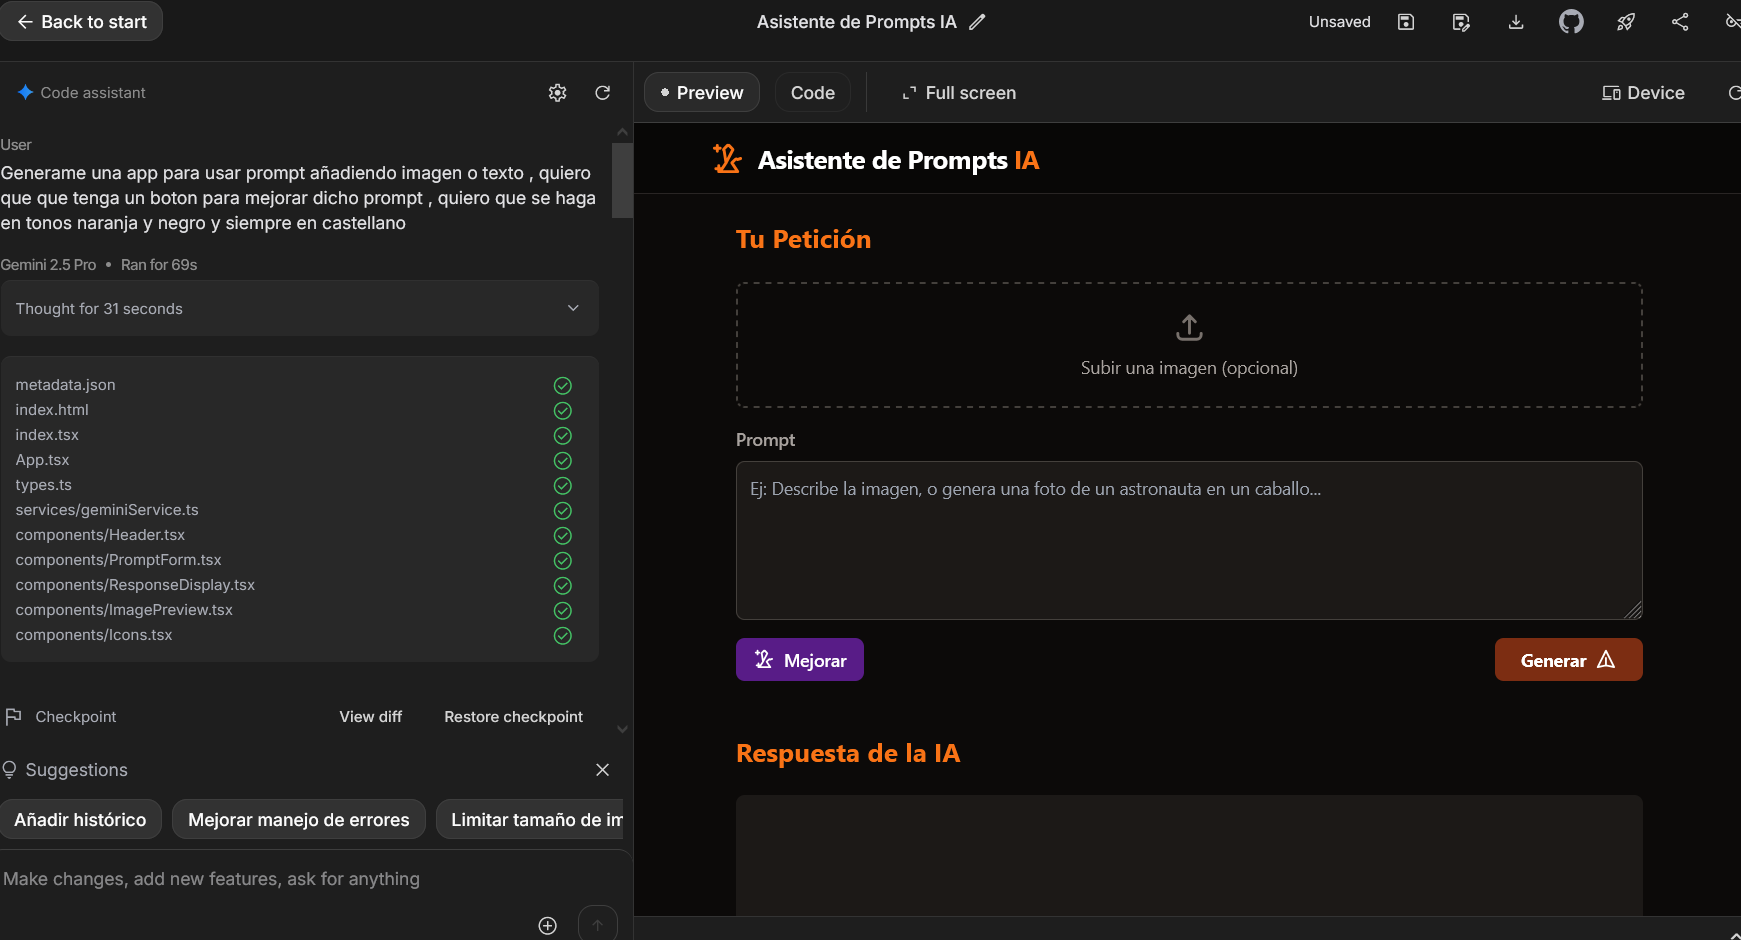 Back to start
Asistente de Prompts IA
Unsaved
Code assistant
Preview
Code
Full screen
Device
User
Generame una app para usar prompt añadiendo imagen o texto , quiero
que que tenga un boton para mejorar dicho prompt , quiero que se haga
en tonos naranja y negro y siempre en castellano
Gemini 2.5 Pro • Ran for 69s
Thought for 31 seconds
metadata.json
index.html
index.tsx
App.tsx
types.ts
services/geminiService.ts
components/Header.tsx
components/PromptForm.tsx
components/ResponseDisplay.tsx
components/ImagePreview.tsx
components/Icons.tsx
Checkpoint
View diff
Restore checkpoint
Suggestions
Añadir histórico
Mejorar manejo de errores
Limitar tamaño de im
Make changes, add new features, ask for anything
Asistente de Prompts IA
Tu Petición
Subir una imagen (opcional)
Prompt
Ej: Describe la imagen, o genera una foto de un astronauta en un caballo...
Mejorar
Generar
Respuesta de la IA